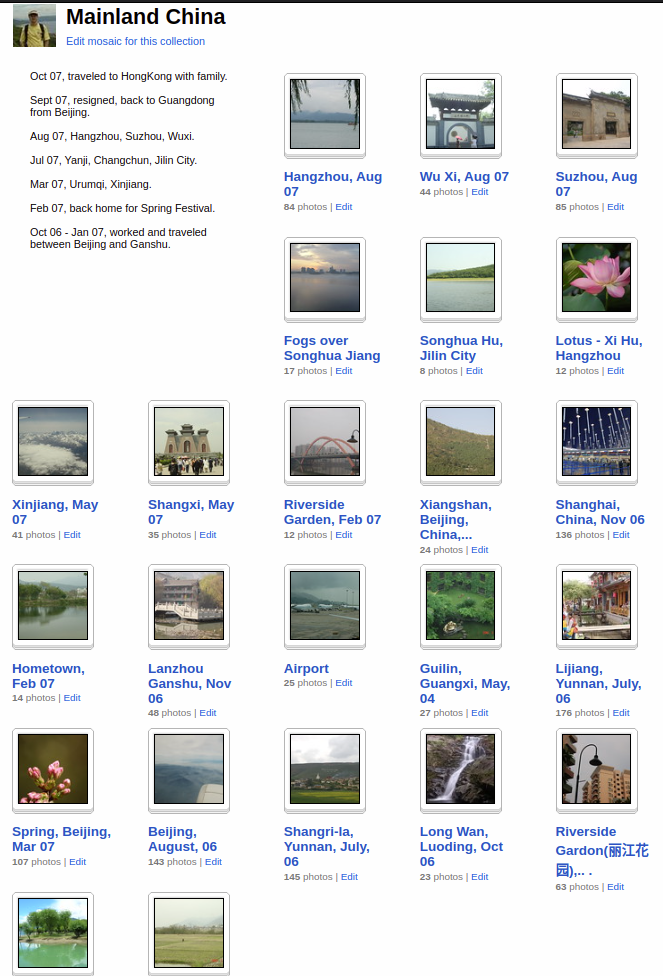 Mainland China
Edit mosaic for this collection
Oct 07, traveled to HongKong with family.
Sept 07, resigned, back to Guangdong
from Beijing.
Aug 07, Hangzhou, Suzhou, Wuxi.
Jul 07, Yanji, Changchun, Jilin City.
Mar 07, Urumqi, Xinjiang.
Feb 07, back home for Spring Festival.
Oct 06 - Jan 07, worked and traveled
between Beijing and Ganshu.
Hangzhou, Aug
07
84 photos | Edit
Wu Xi, Aug 07
44 photos | Edit
Suzhou, Aug
07
85 photos | Edit
Fogs over
Songhua Jiang
17 photos | Edit
Songhua Hu,
Jilin City
8 photos | Edit
Lotus - Xi Hu,
Hangzhou
12 photos | Edit
Xinjiang, May
07
41 photos | Edit
Shangxi, May
07
35 photos | Edit
Riverside
Garden, Feb 07
12 photos | Edit
Xiangshan,
Beijing,
China,...
24 photos | Edit
Shanghai,
China, Nov 06
136 photos | Edit
Hometown,
Feb 07
14 photos | Edit
Lanzhou
Ganshu, Nov
06
48 photos | Edit
Airport
25 photos | Edit
Guilin,
Guangxi, May,
04
27 photos | Edit
Lijiang,
Yunnan, July,
06
176 photos | Edit
Spring, Beijing,
Mar 07
107 photos | Edit
Beijing,
August, 06
143 photos | Edit
Shangri-la,
Yunnan, July,
06
145 photos | Edit
Long Wan,
Luoding, Oct
06
23 photos | Edit
Riverside
Gardon(丽江花
园),.. .
63 photos | Edit